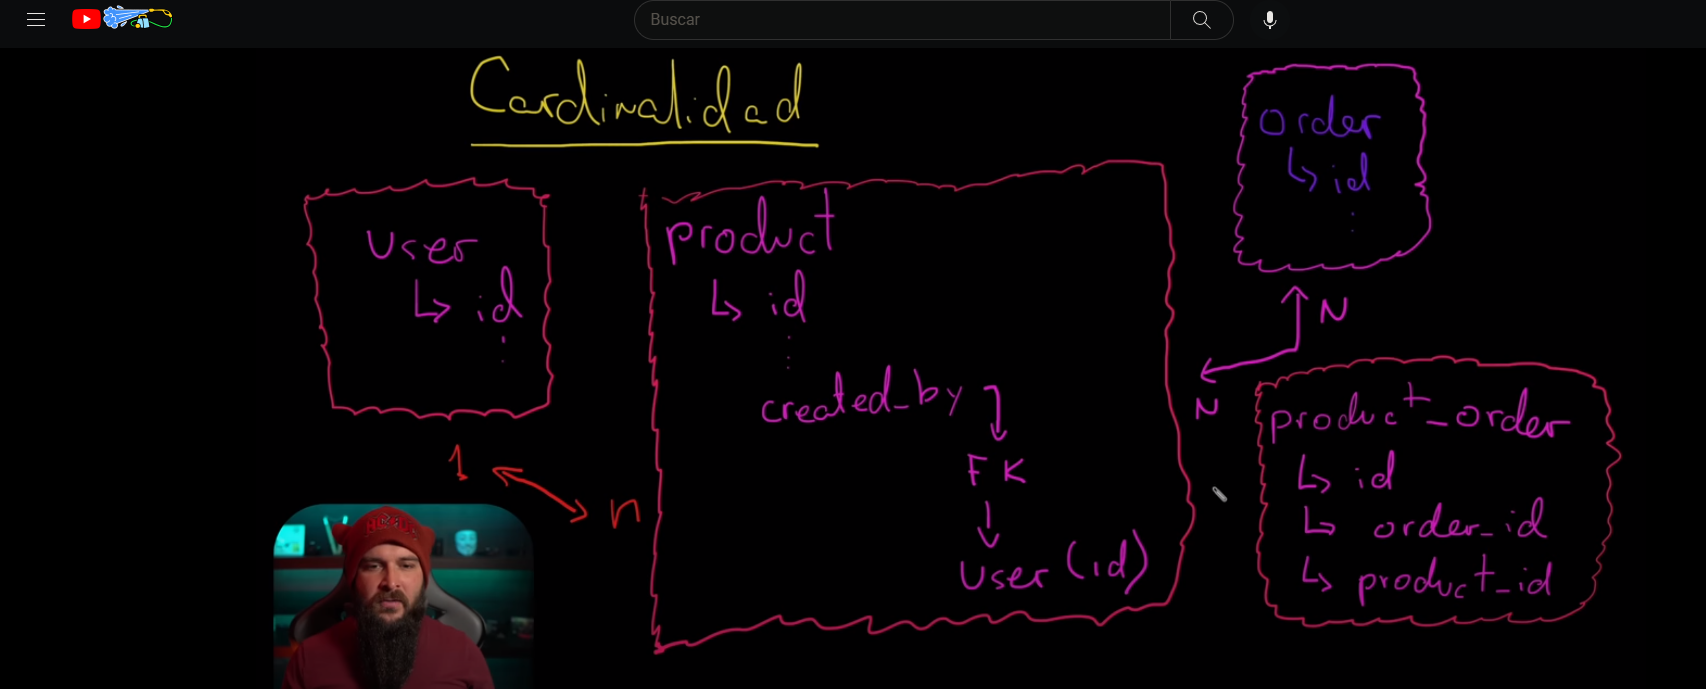 Buscar
Cardinalidad
user
↳ id
1
n
product
↳ id
created_by
FK
User (id)
order
↳ id
N
N
product_order
↳ id
↳ order_id
↳ product_id